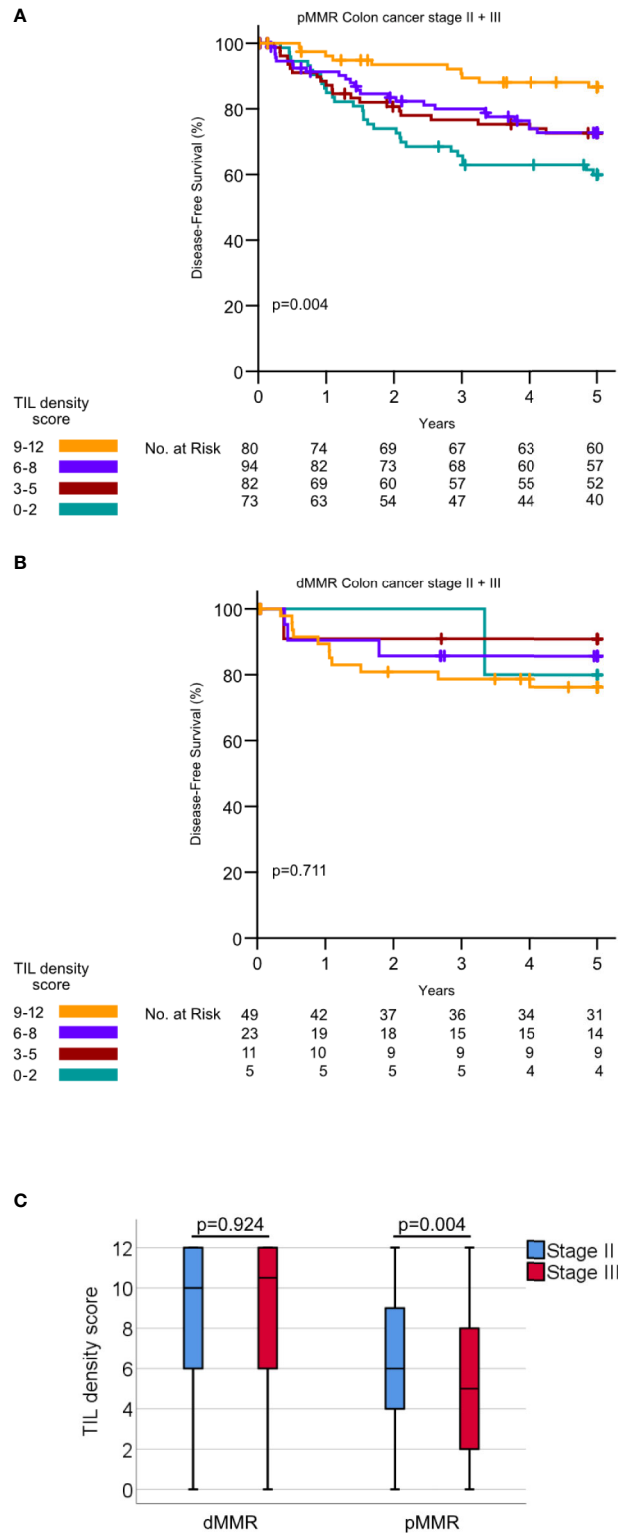 A
pMMR Colon cancer stage II + III
100
80
60
40
20
0
Disease-Free Survival (%)
p=0.004
0 1 2 3 4 5
Years
TIL density
score
9-12
6-8
3-5
0-2
No. at Risk
80 74 69 67 63 60
94 82 73 68 60 57
82 69 60 57 55 52
73 63 54 47 44 40
B
dMMR Colon cancer stage II + III
100
80
60
40
20
0
Disease-Free Survival (%)
p=0.711
0 1 2 3 4 5
Years
TIL density
score
9-12
6-8
3-5
0-2
No. at Risk
49 42 37 36 34 31
23 19 18 15 15 14
11 10 9 9 9 9
5 5 5 5 4 4
C
p=0.924 p=0.004
Stage II
Stage III
12
10
8
6
4
2
0
TIL density score
dMMR pMMR